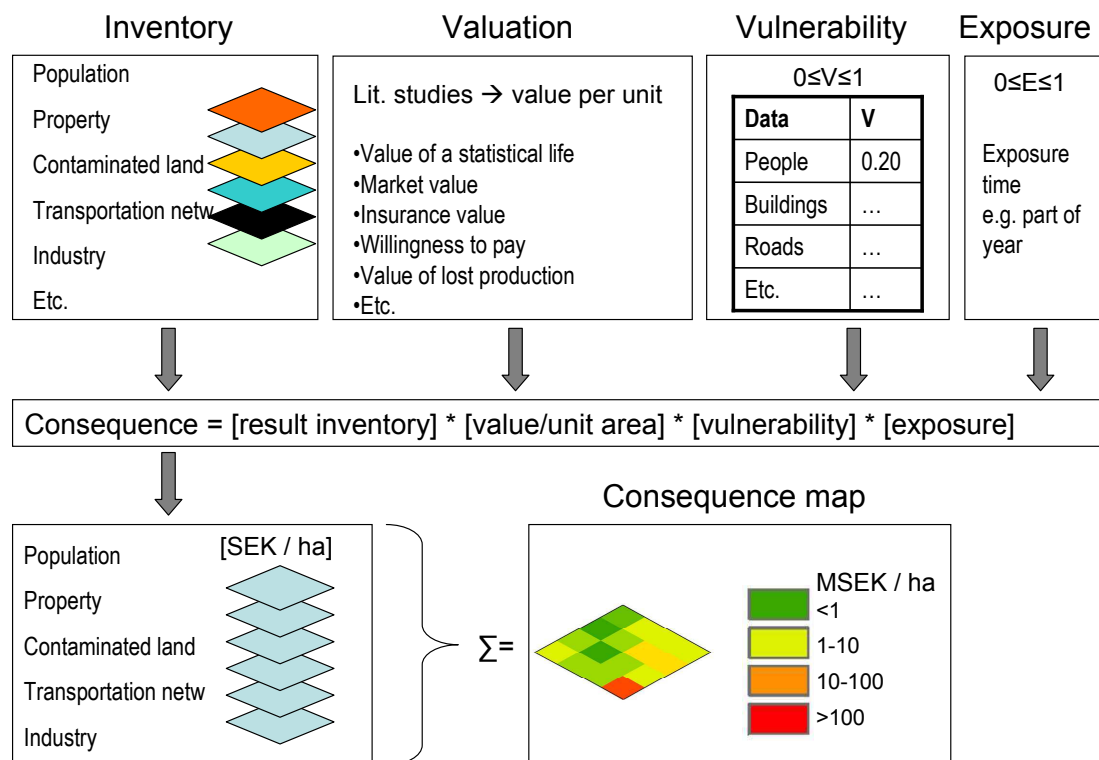 Inventory
Valuation
Vulnerability
Exposure
Population
Property
Contaminated land
Transportation netw
Industry
Etc.
Lit. studies → value per unit
•Value of a statistical life
•Market value
•Insurance value
•Willingness to pay
•Value of lost production
•Etc.
0≤V≤1
Data V
People 0.20
Buildings …
Roads …
Etc. …
0≤E≤1
Exposure
time
e.g. part of
year
Consequence = [result inventory] * [value/unit area] * [vulnerability] * [exposure]
Population
Property
Contaminated land
Transportation netw
Industry
[SEK / ha]
∑=
Consequence map
MSEK / ha
<1
1-10
10-100
>100